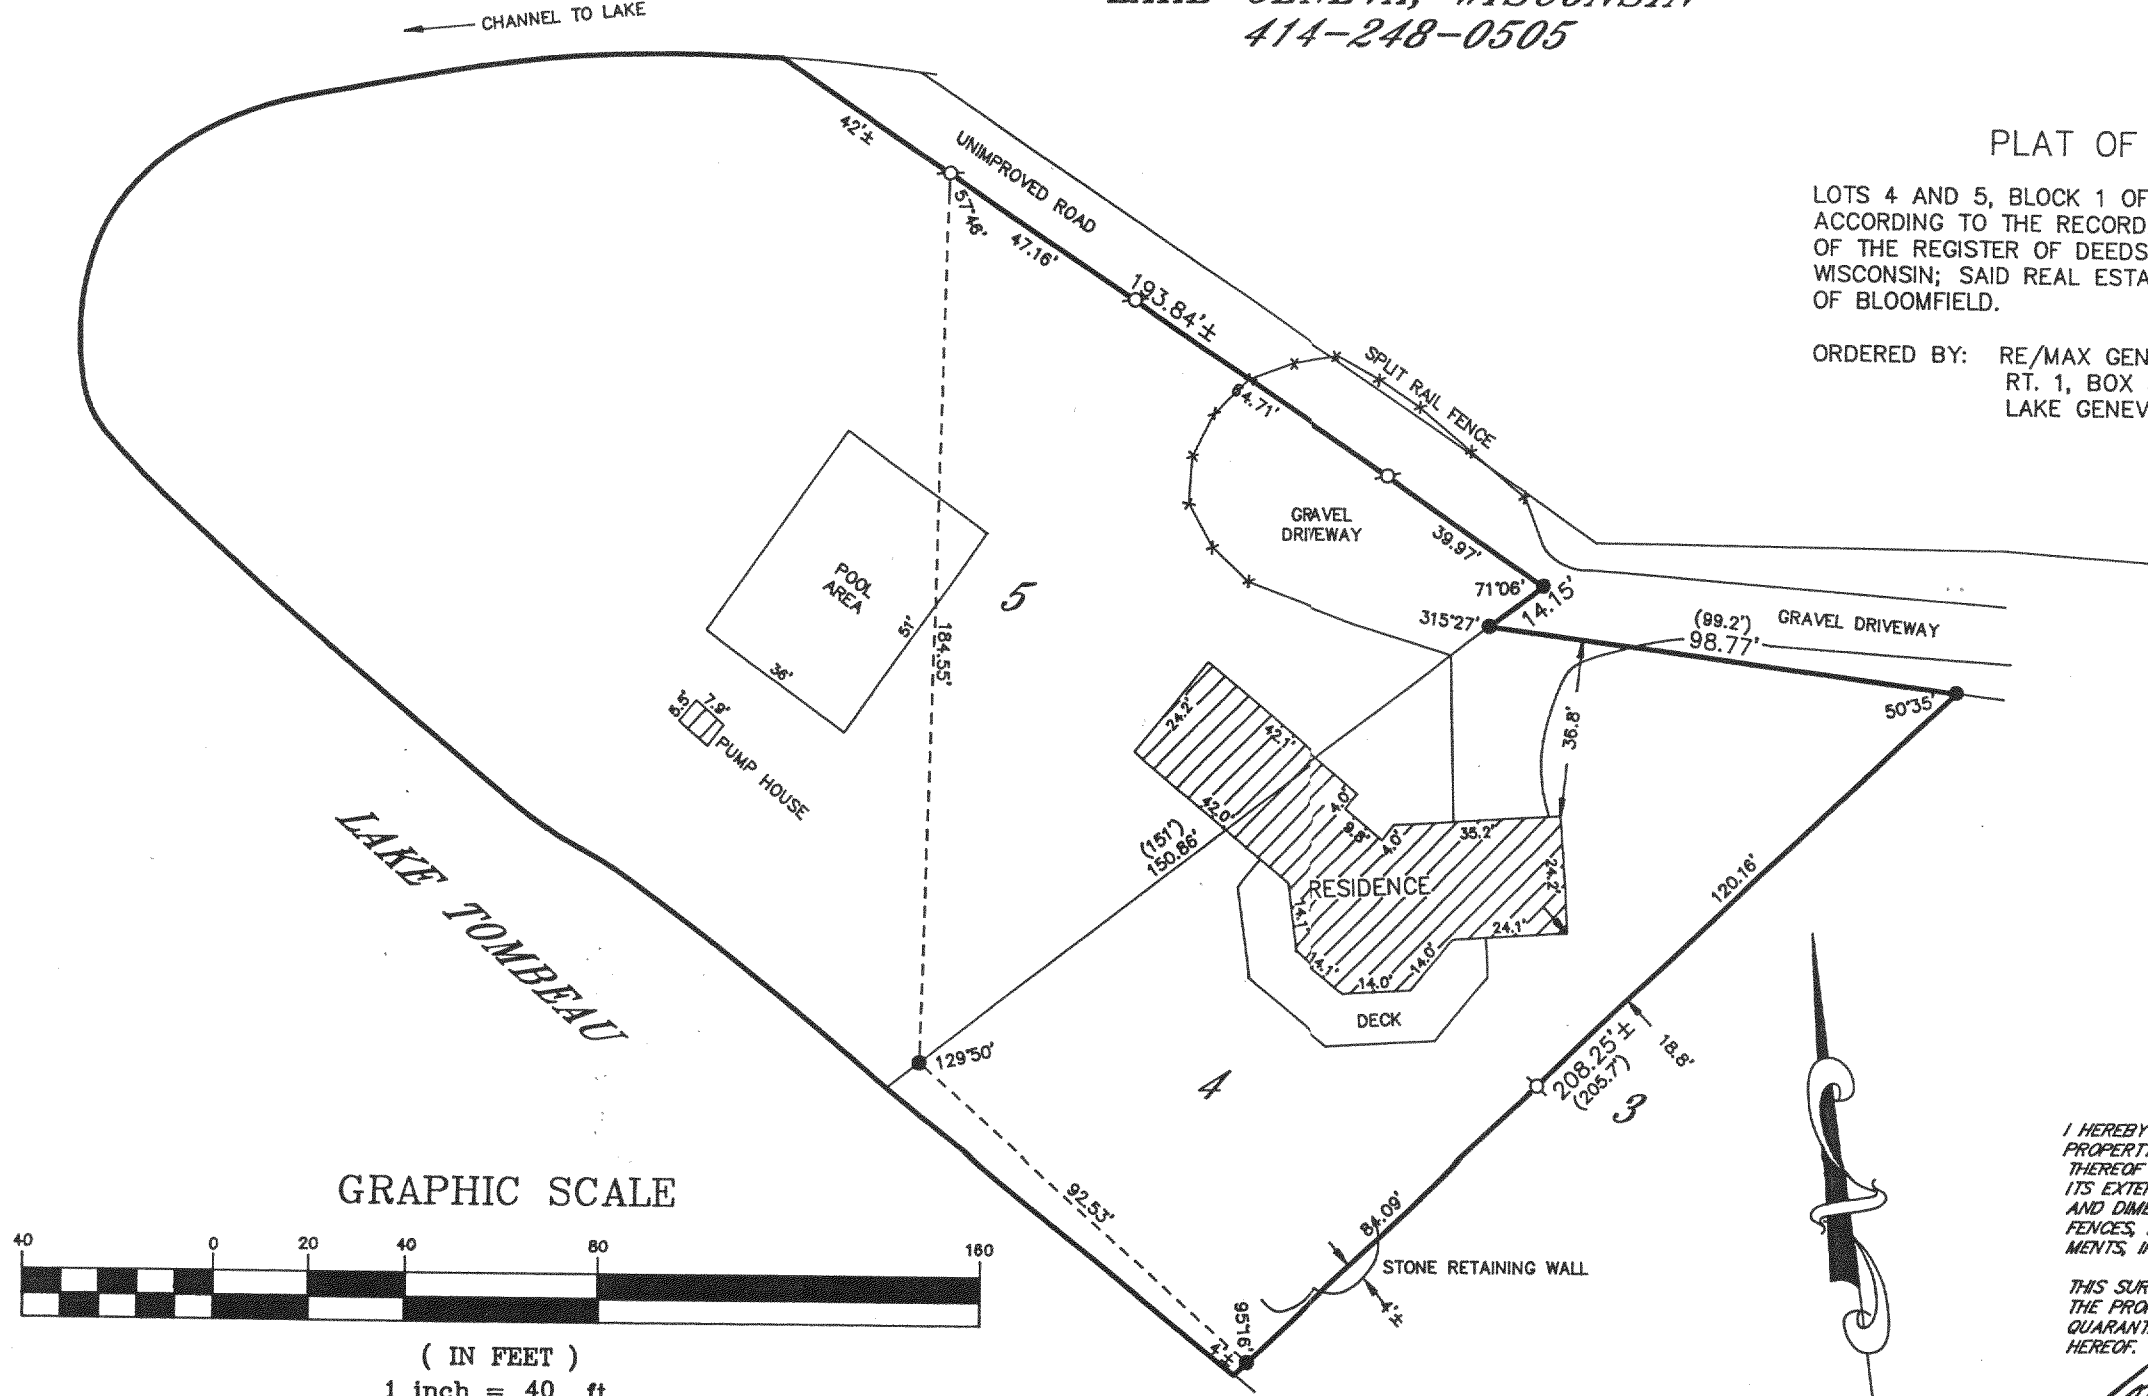 CHANNEL TO LAKE
LAKE GENEVA, WISCONSIN
414-248-0505
PLAT OF
LOTS 4 AND 5, BLOCK 1 OF
ACCORDING TO THE RECORD
OF THE REGISTER OF DEEDS
WISCONSIN; SAID REAL ESTA
OF BLOOMFIELD.
ORDERED BY: RE/MAX GEN
RT. 1, BOX
LAKE GENEV
42'±
UNIMPROVED ROAD
57°46'
47.16'
193.84'±
SPLIT RAIL FENCE
64.71'
GRAVEL
DRIVEWAY
39.97'
71°06'
14.15'
315°27'
(99.2')
98.77'
GRAVEL DRIVEWAY
50°35'
POOL
AREA
51'
36'
5
184.55'
5.5'
7.9'
PUMP HOUSE
24.2'
42.1'
42.0'
4.0'
9.8'
4.0'
35.2'
36.8'
(151')
150.86'
RESIDENCE
24.2'
14.1'
14.1'
14.0'
14.0'
24.1'
DECK
120.16'
LAKE TOMBEAU
129°50'
4
208.25'±
(205.7')
18.8'
3
92.53'
84.09'
STONE RETAINING WALL
4'±
95°16'
4'±
GRAPHIC SCALE
40 0 20 40 80 160
( IN FEET )
1 inch = 40 ft
I HEREBY
PROPERT
THEREOF
ITS EXTE
AND DIME
FENCES,
MENTS, I
THIS SUR
THE PRO
GUARANT
HEREOF.